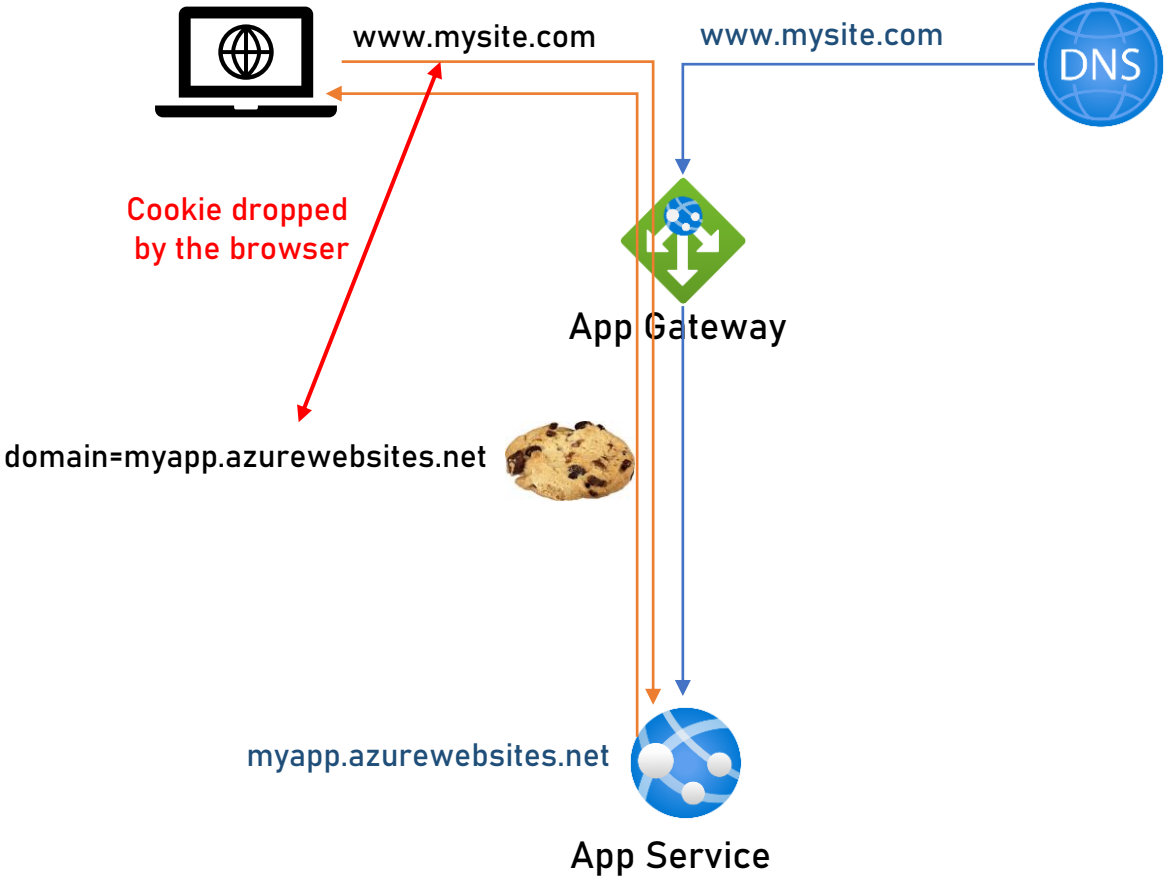 www.mysite.com
www.mysite.com
DNS
Cookie dropped
by the browser
App Gateway
domain=myapp.azurewebsites.net
myapp.azurewebsites.net
App Service